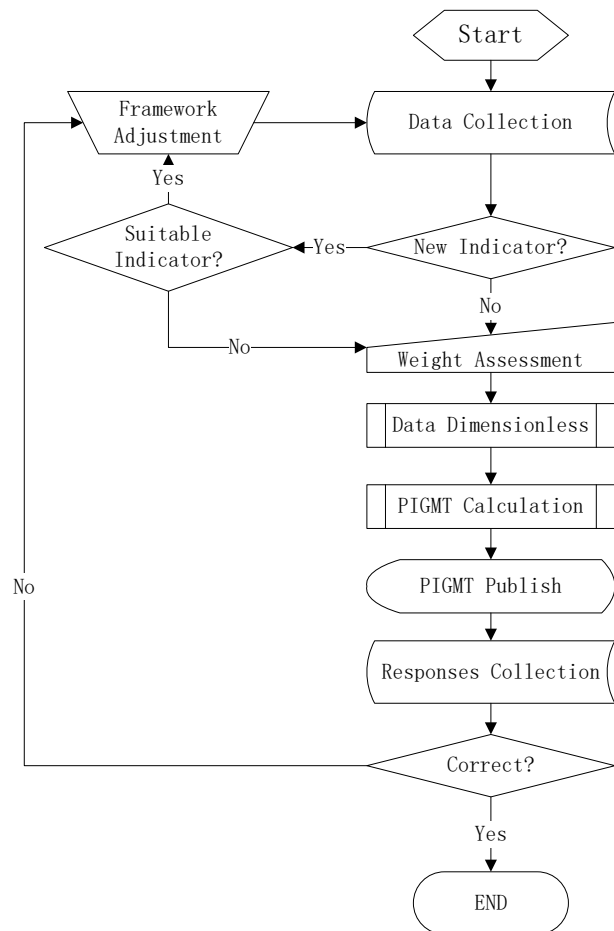 Start
Framework
Adjustment
Data Collection
Yes
Suitable
Indicator?
Yes
New Indicator?
No
No
Weight Assessment
Data Dimensionless
PIGMT Calculation
No
PIGMT Publish
Responses Collection
Correct?
Yes
END